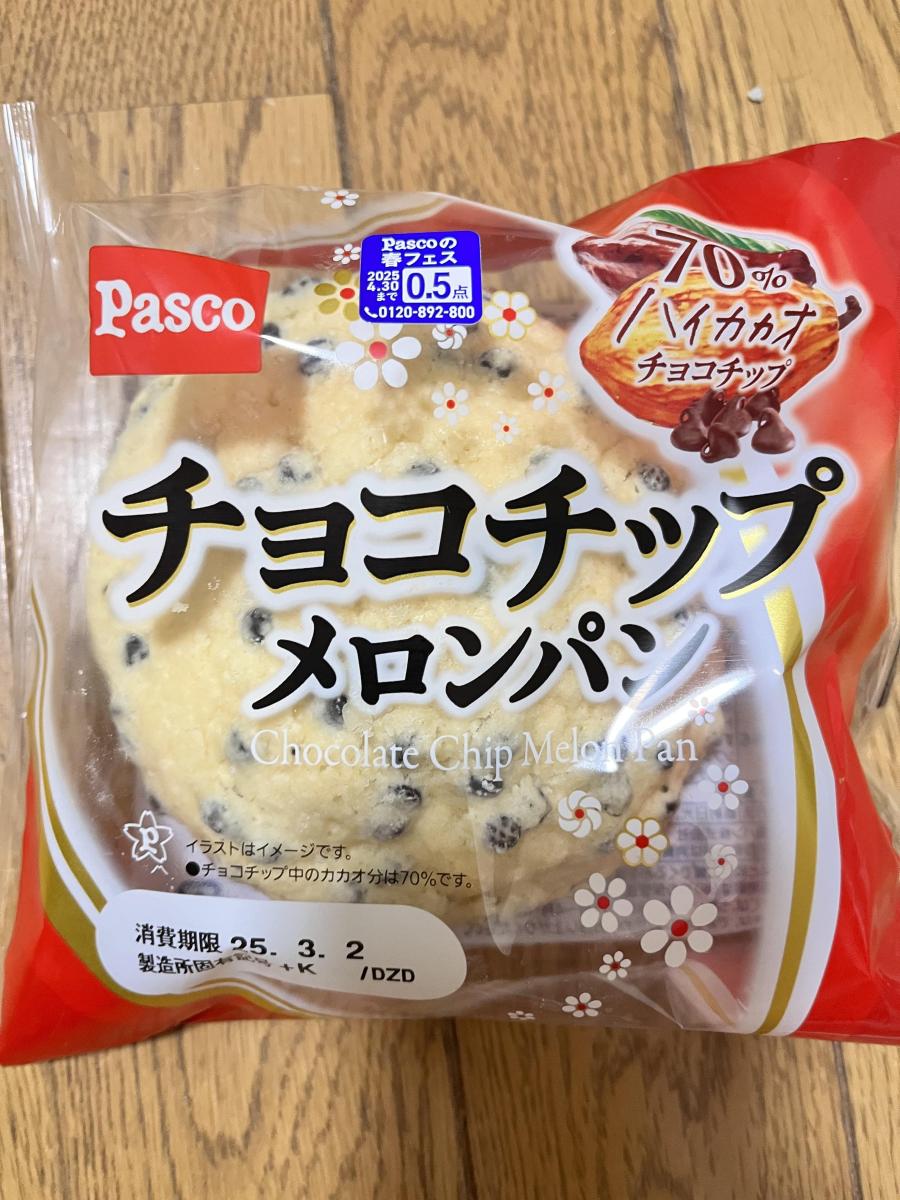 Pasco
Pascoの
春フェス
2025
4.30
まで
0.5点
0120-892-800
70%
ハイカカオ
チョコチップ
チョコチップ
メロンパン
Chocolate Chip Melon Pan
P
イラストはイメージです。
●チョコチップ中のカカオ分は70%です。
消費期限 25. 3. 2
製造所固有記号 +K /DZD